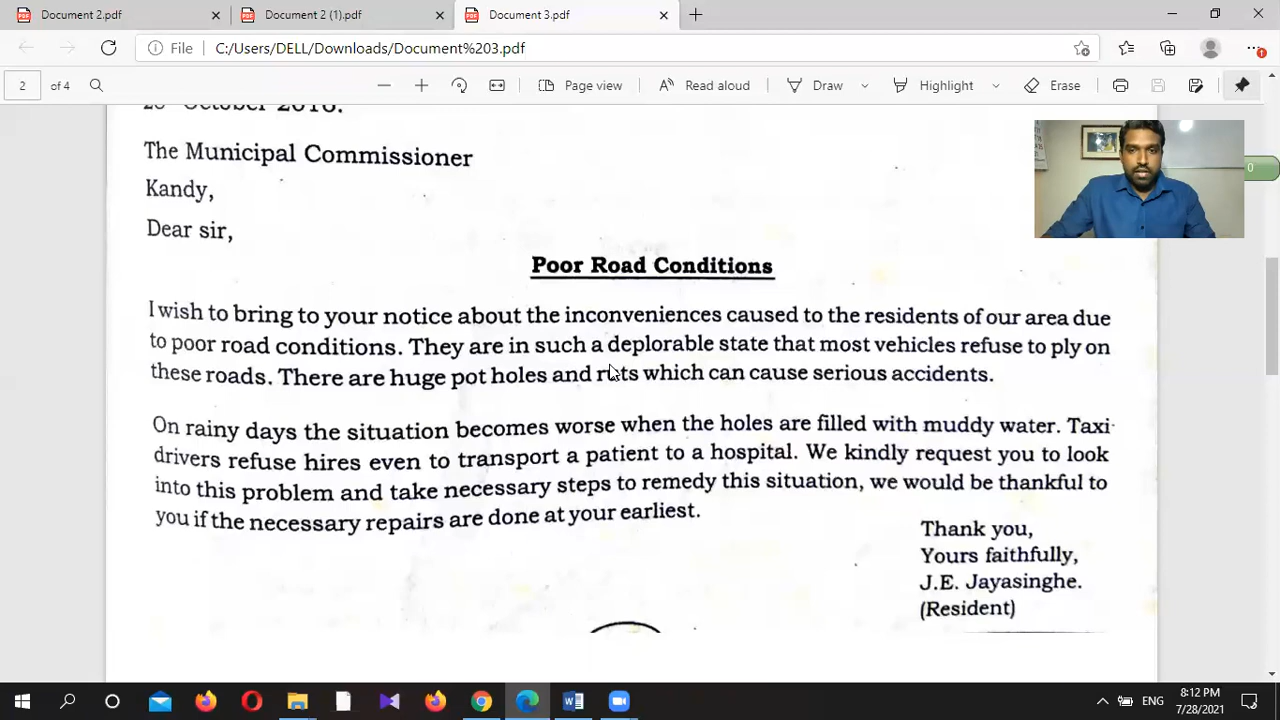 Document 2.pdf
Document 2 (1).pdf
Document 3.pdf
File
C:/Users/DELL/Downloads/Document%203.pdf
2 of 4
Page view
Read aloud
Draw
Highlight
Erase
October 2016.
The Municipal Commissioner
Kandy,
Dear sir,
Poor Road Conditions
I wish to bring to your notice about the inconveniences caused to the residents of our area due
to poor road conditions. They are in such a deplorable state that most vehicles refuse to ply on
these roads. There are huge pot holes and ruts which can cause serious accidents.
On rainy days the situation becomes worse when the holes are filled with muddy water. Taxi
drivers refuse hires even to transport a patient to a hospital. We kindly request you to look
into this problem and take necessary steps to remedy this situation, we would be thankful to
you if the necessary repairs are done at your earliest.
Thank you,
Yours faithfully,
J.E. Jayasinghe.
(Resident)
0
ENG
8:12 PM
7/28/2021